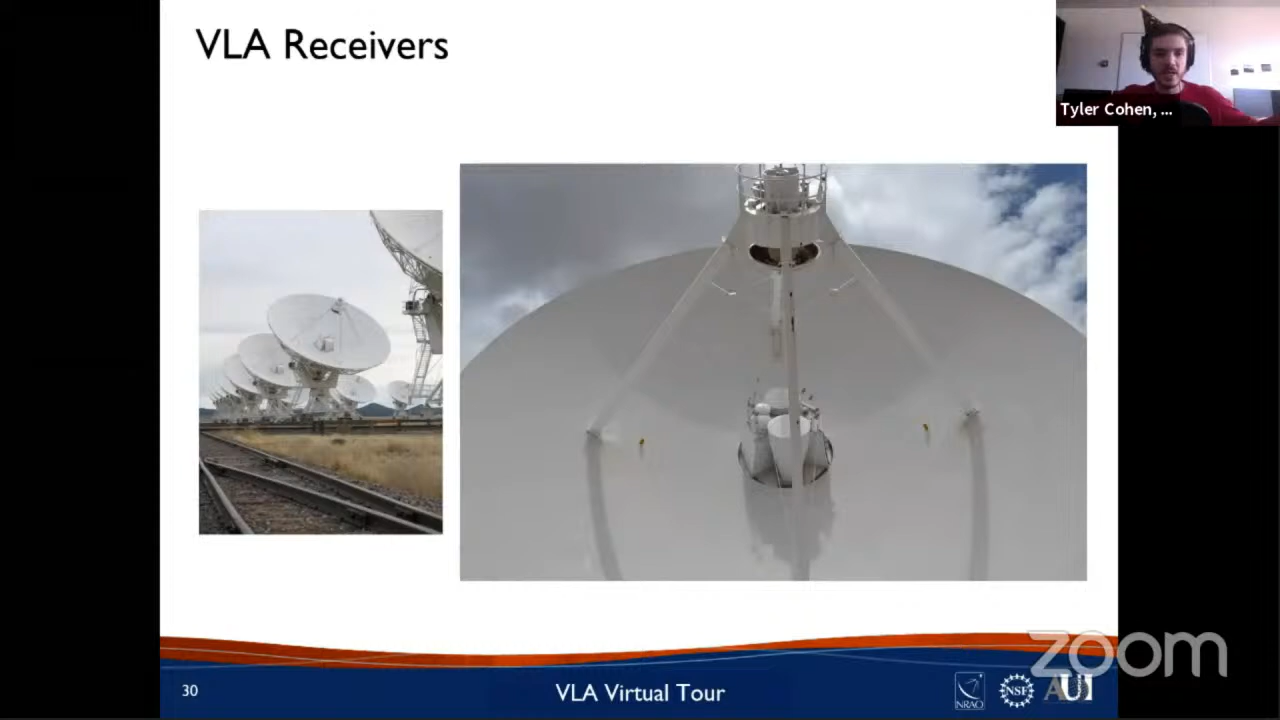 VLA Receivers
Tyler Cohen, ...
30
VLA Virtual Tour
NRAO
NSF
AUI
zoom